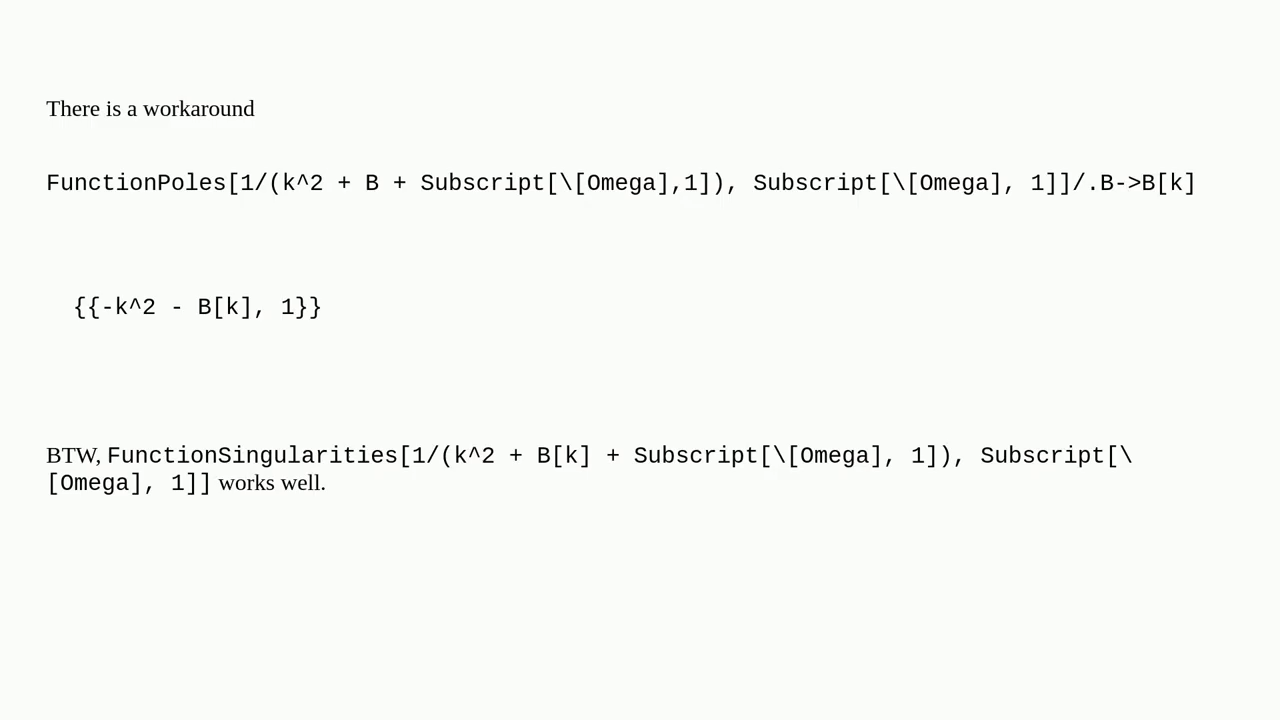 There is a workaround
FunctionPoles[1/(k^2 + B + Subscript[\[Omega],1]), Subscript[\[Omega], 1]]/.B->B[k]
{{-k^2 - B[k], 1}}
BTW, FunctionSingularities[1/(k^2 + B[k] + Subscript[\[Omega], 1]), Subscript[\
[Omega], 1]] works well.